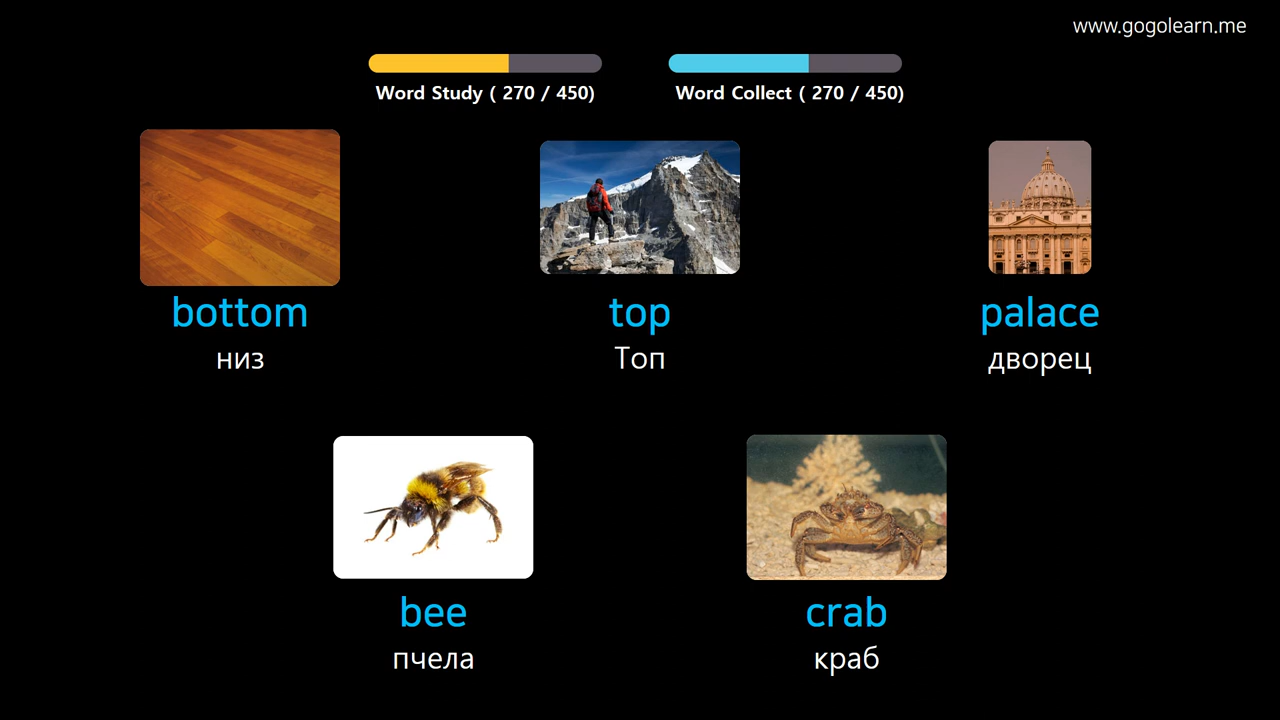 www.gogolearn.me
Word Study ( 270 / 450)
Word Collect ( 270 / 450)
bottom
низ
top
Топ
palace
дворец
bee
пчела
crab
краб